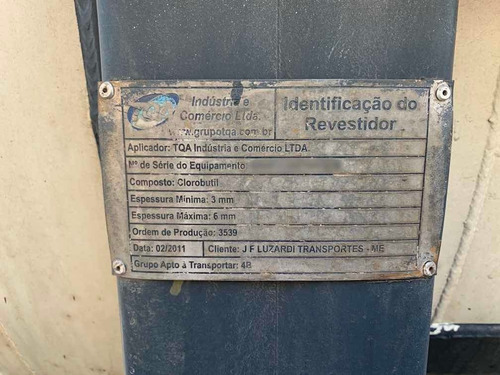 Indústria e
Comércio Ltda.
www.grupotqa.com.br
Identificação do
Revestidor
Aplicador: TQA Indústria e Comércio LTDA.
Nº de Série do Equipamento
Composto: Clorobutil
Espessura Mínima: 3 mm
Espessura Máxima: 6 mm
Ordem de Produção: 3539
Data: 02/2011 Cliente: J F LUZARDI TRANSPORTES - ME
Grupo Apto à Transportar: 4B